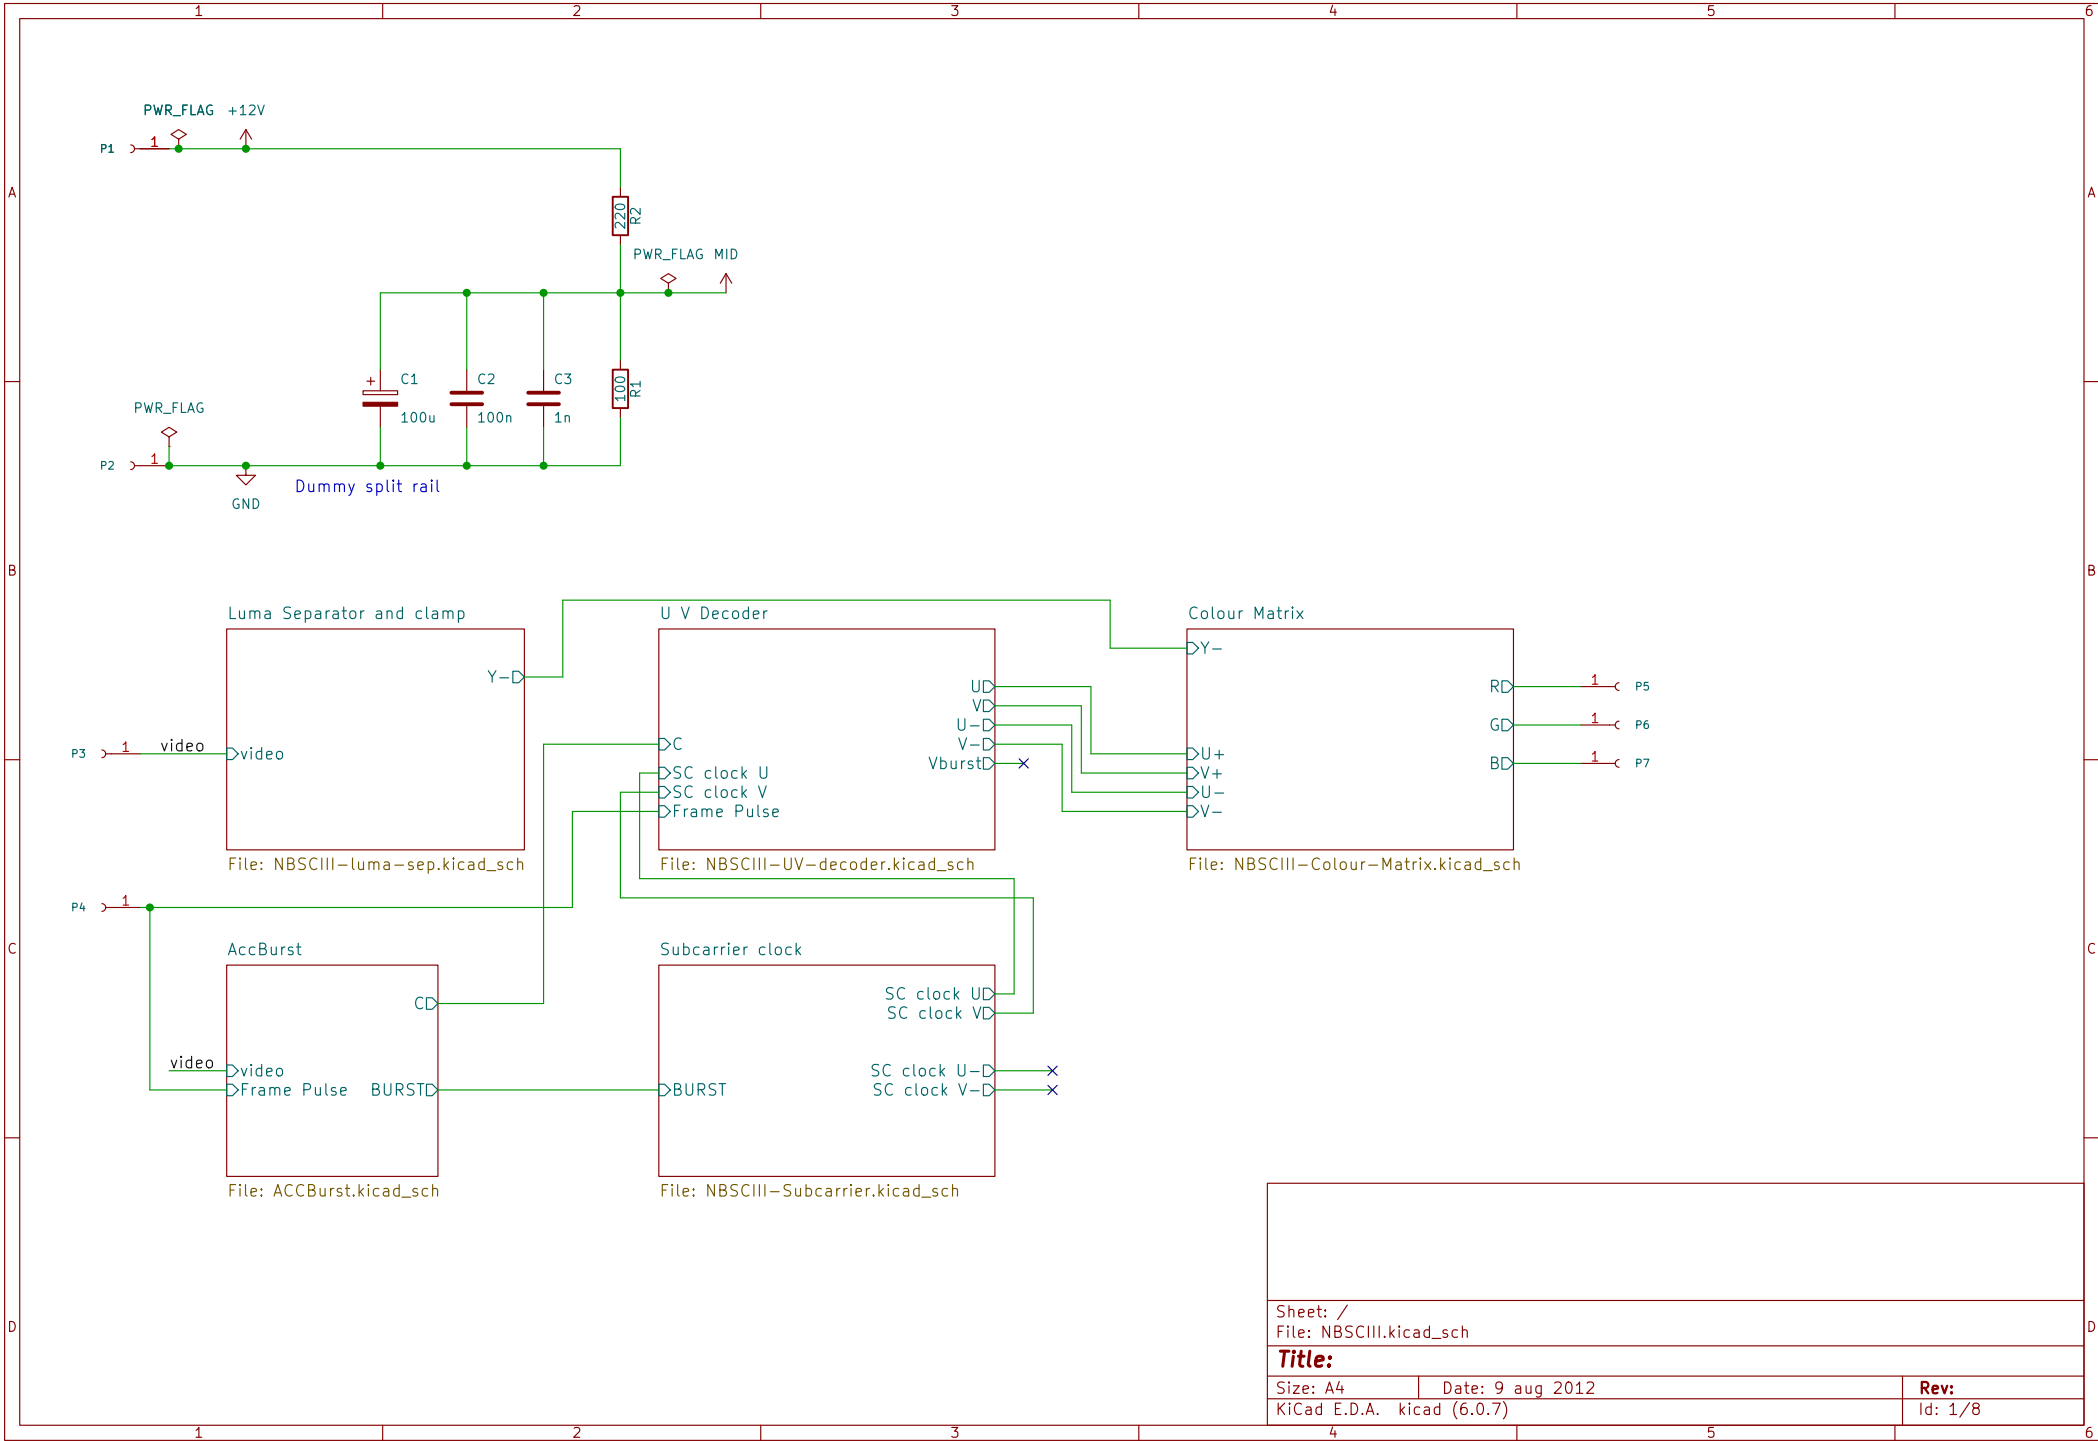 1 2 3 4 5 6
PWR_FLAG +12V
P1 1
A A
220 R2
PWR_FLAG MID
+ C1 C2 C3 100 R1
PWR_FLAG
100u 100n 1n
P2 1
Dummy split rail
GND
B B
Luma Separator and clamp
U V Decoder
Colour Matrix
Y-
Y-
U
V
U-
V-
Vburst
R 1 P5
G 1 P6
B 1 P7
P3 1 video
video
C
SC clock U
SC clock V
Frame Pulse
U+
V+
U-
V-
File: NBSCIII-luma-sep.kicad_sch
File: NBSCIII-UV-decoder.kicad_sch
File: NBSCIII-Colour-Matrix.kicad_sch
P4 1
C C
AccBurst
Subcarrier clock
C
SC clock U
SC clock V
video
video
SC clock U-
Frame Pulse BURST
BURST
SC clock V-
File: ACCBurst.kicad_sch
File: NBSCIII-Subcarrier.kicad_sch
Sheet: /
D D
File: NBSCIII.kicad_sch
Title:
Size: A4 Date: 9 aug 2012 Rev:
KiCad E.D.A. kicad (6.0.7) Id: 1/8
1 2 3 4 5 6